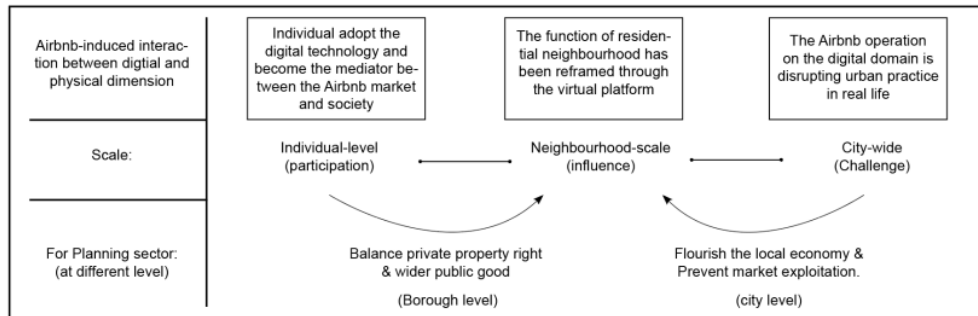 Airbnb-induced interac-
tion between digtial and
physical dimension
Individual adopt the
digital technology and
become the mediator be-
tween the Airbnb market
and society
The function of residen-
tial neighbourhood has
been reframed through
the virtual platform
The Airbnb operation
on the digital domain is
disrupting urban practice
in real life
Scale:
Individual-level
(participation)
Neighbourhood-scale
(influence)
City-wide
(Challenge)
For Planning sector:
(at different level)
Balance private property right
& wider public good
(Borough level)
Flourish the local economy &
Prevent market exploitation.
(city level)